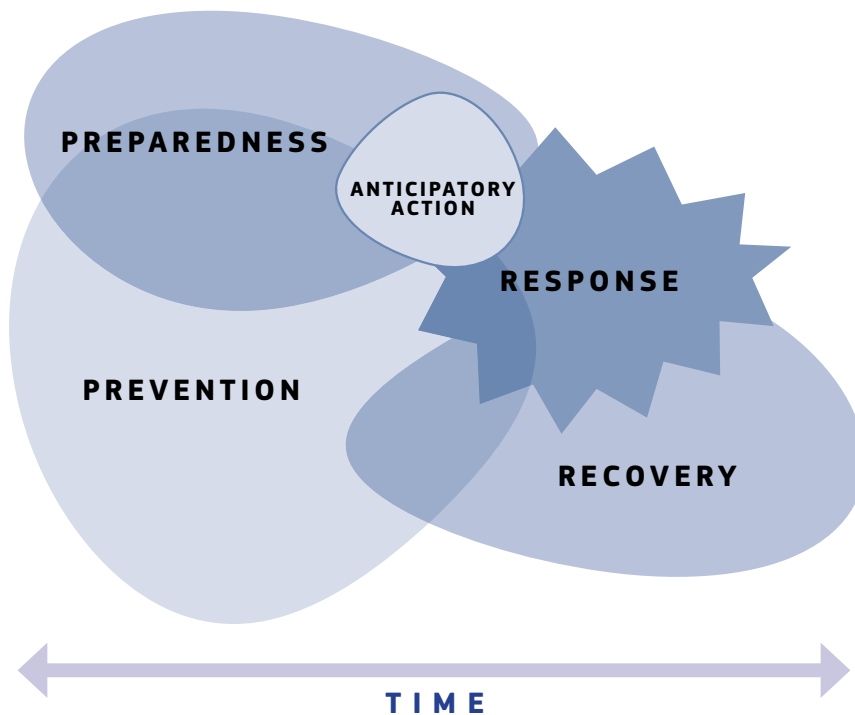 PREPAREDNESS
ANTICIPATORY
ACTION
RESPONSE
PREVENTION
RECOVERY
TIME